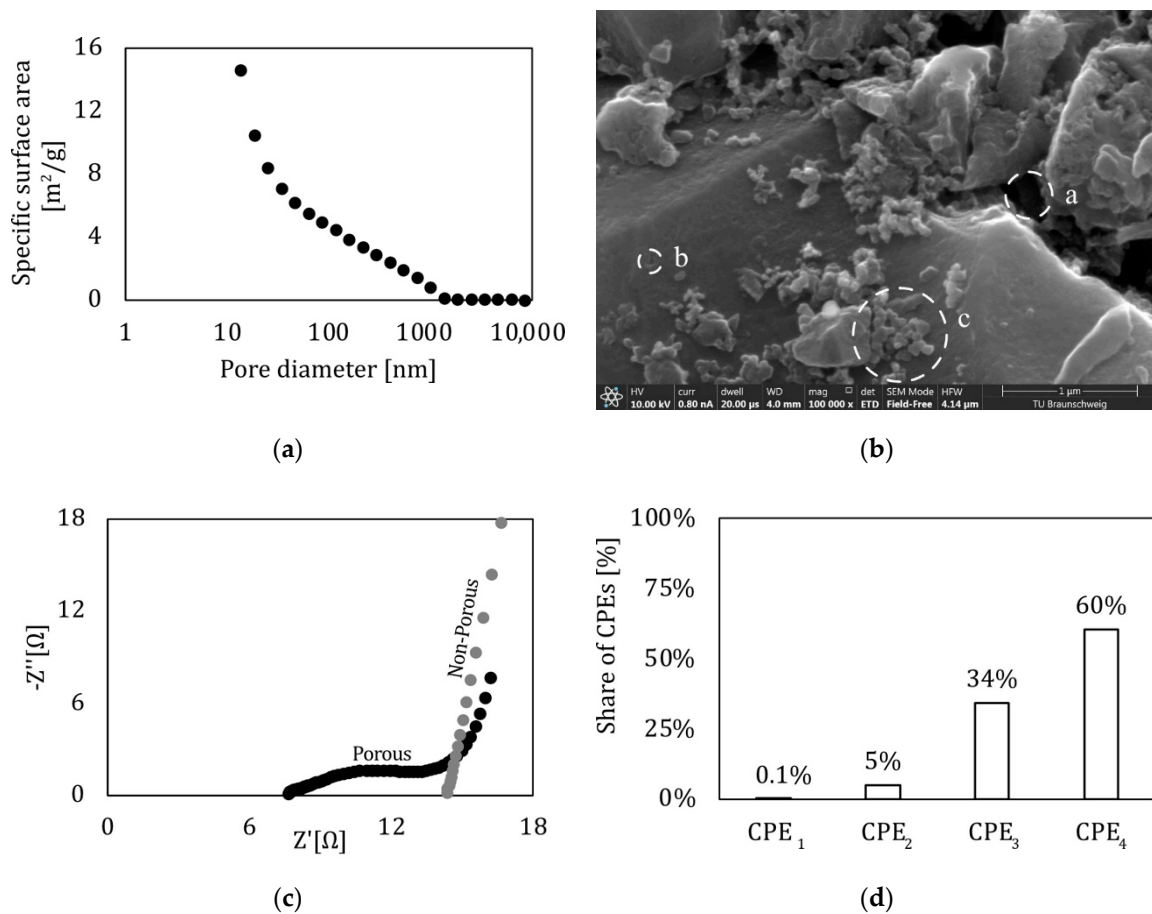 Specific surface area
[m²/g]
16
12
8
4
0
1
10
100
1000
10,000
Pore diameter [nm]
(a)
a
b
c
HV
curr
dwell
WD
mag
det
SEM Mode
HFW
10.00 kV
0.80 nA
20.00 µs
4.0 mm
100 000 x
ETD
Field-Free
4.14 µm
1 µm
TU Braunschweig
(b)
-Z''[Ω]
18
12
6
0
Non-Porous
Porous
0
6
12
18
Z'[Ω]
(c)
Share of CPEs [%]
100%
75%
50%
25%
0%
0.1%
5%
34%
60%
CPE₁
CPE₂
CPE₃
CPE₄
(d)